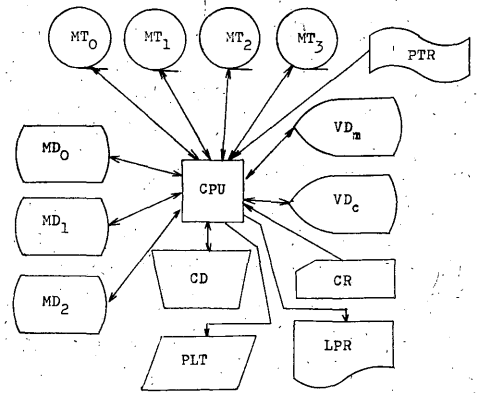 MT0 MT1 MT2 MT3
PTR
MD0
VDm
CPU
MD1
VDc
CD
CR
MD2
PLT
LPR